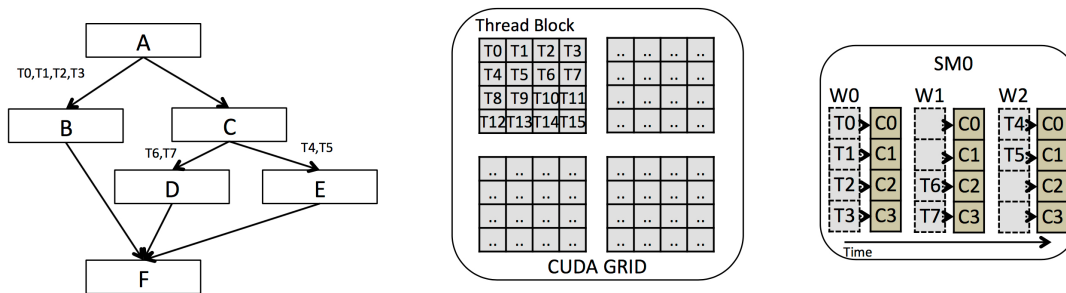 A
T0,T1,T2,T3
B
C
T6,T7
T4,T5
D
E
F
Thread Block
T0 T1 T2 T3 .. .. .. ..
T4 T5 T6 T7 .. .. .. ..
T8 T9 T10 T11 .. .. .. ..
T12 T13 T14 T15 .. .. .. ..
.. .. .. .. .. .. .. ..
.. .. .. .. .. .. .. ..
.. .. .. .. .. .. .. ..
.. .. .. .. .. .. .. ..
CUDA GRID
SM0
W0 W1 W2
T0 C0 C0 T4 C0
T1 C1 C1 T5 C1
T2 C2 T6 C2 C2
T3 C3 T7 C3 C3
Time